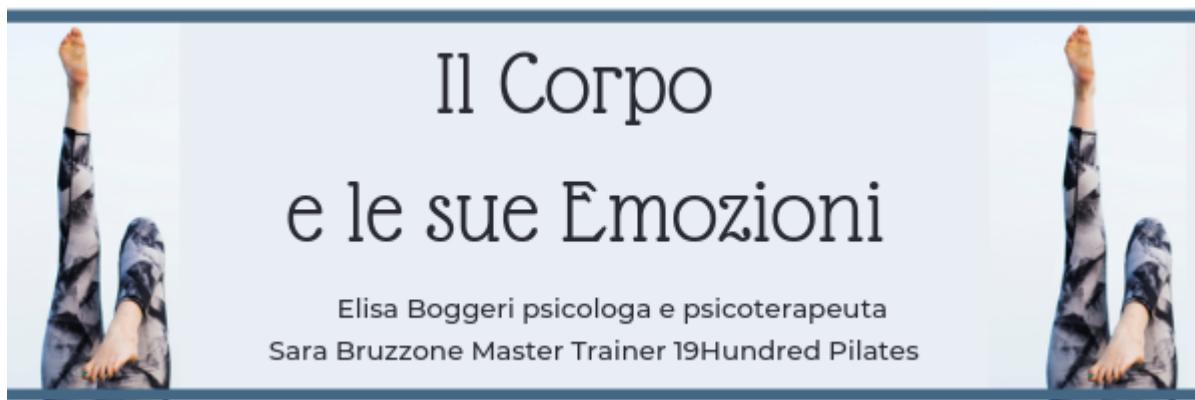 Il Corpo
e le sue Emozioni
Elisa Boggeri psicologa e psicoterapeuta
Sara Bruzzone Master Trainer 19Hundred Pilates